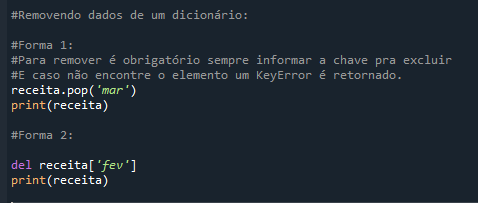 #Removendo dados de um dicionário:
#Forma 1:
#Para remover é obrigatório sempre informar a chave pra excluir
#E caso não encontre o elemento um KeyError é retornado.
receita.pop('mar')
print(receita)
#Forma 2:
del receita['fev']
print(receita)